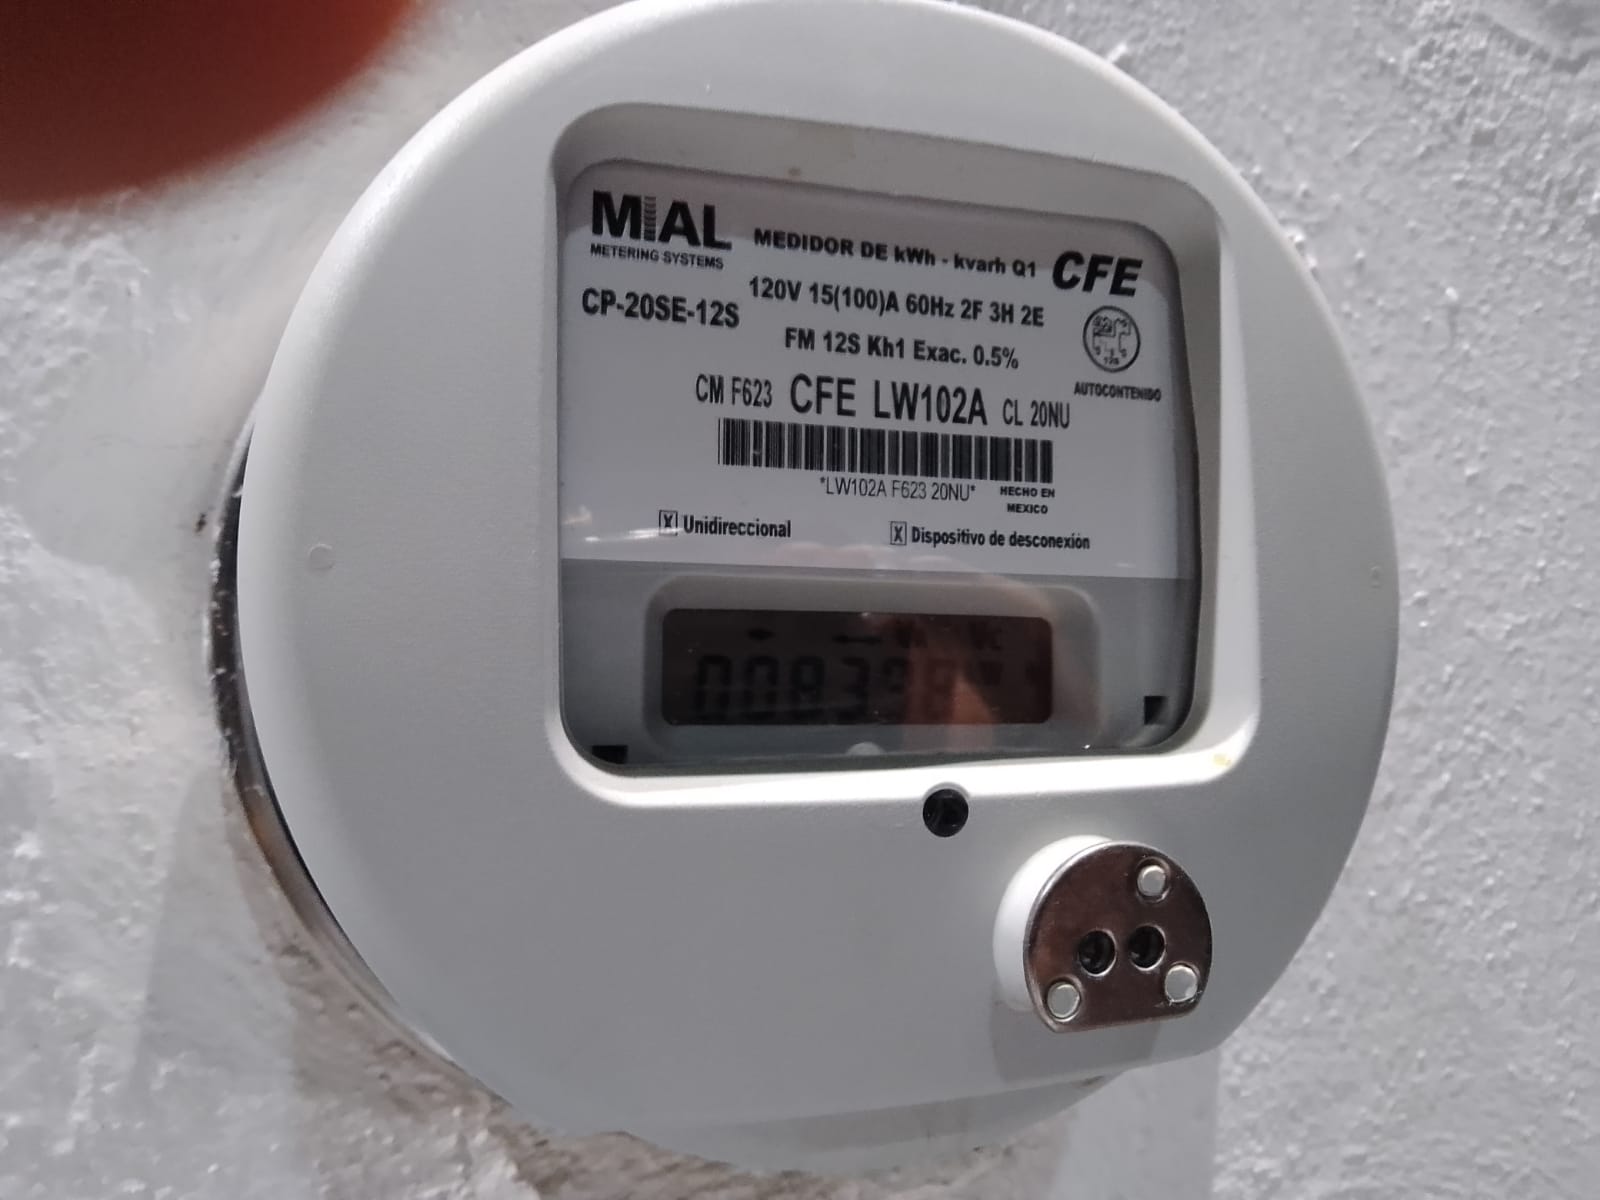 MIAL
METERING SYSTEMS
MEDIDOR DE kWh - kvarh Q1
CFE
CP-20SE-12S
120V 15(100)A 60Hz 2F 3H 2E
FM 12S Kh1 Exac. 0.5%
AUTOCONTENIDO
CM F623 CFE LW102A CL 20NU
*LW102A F623 20NU*
HECHO EN
MEXICO
X Unidireccional
X Dispositivo de desconexión